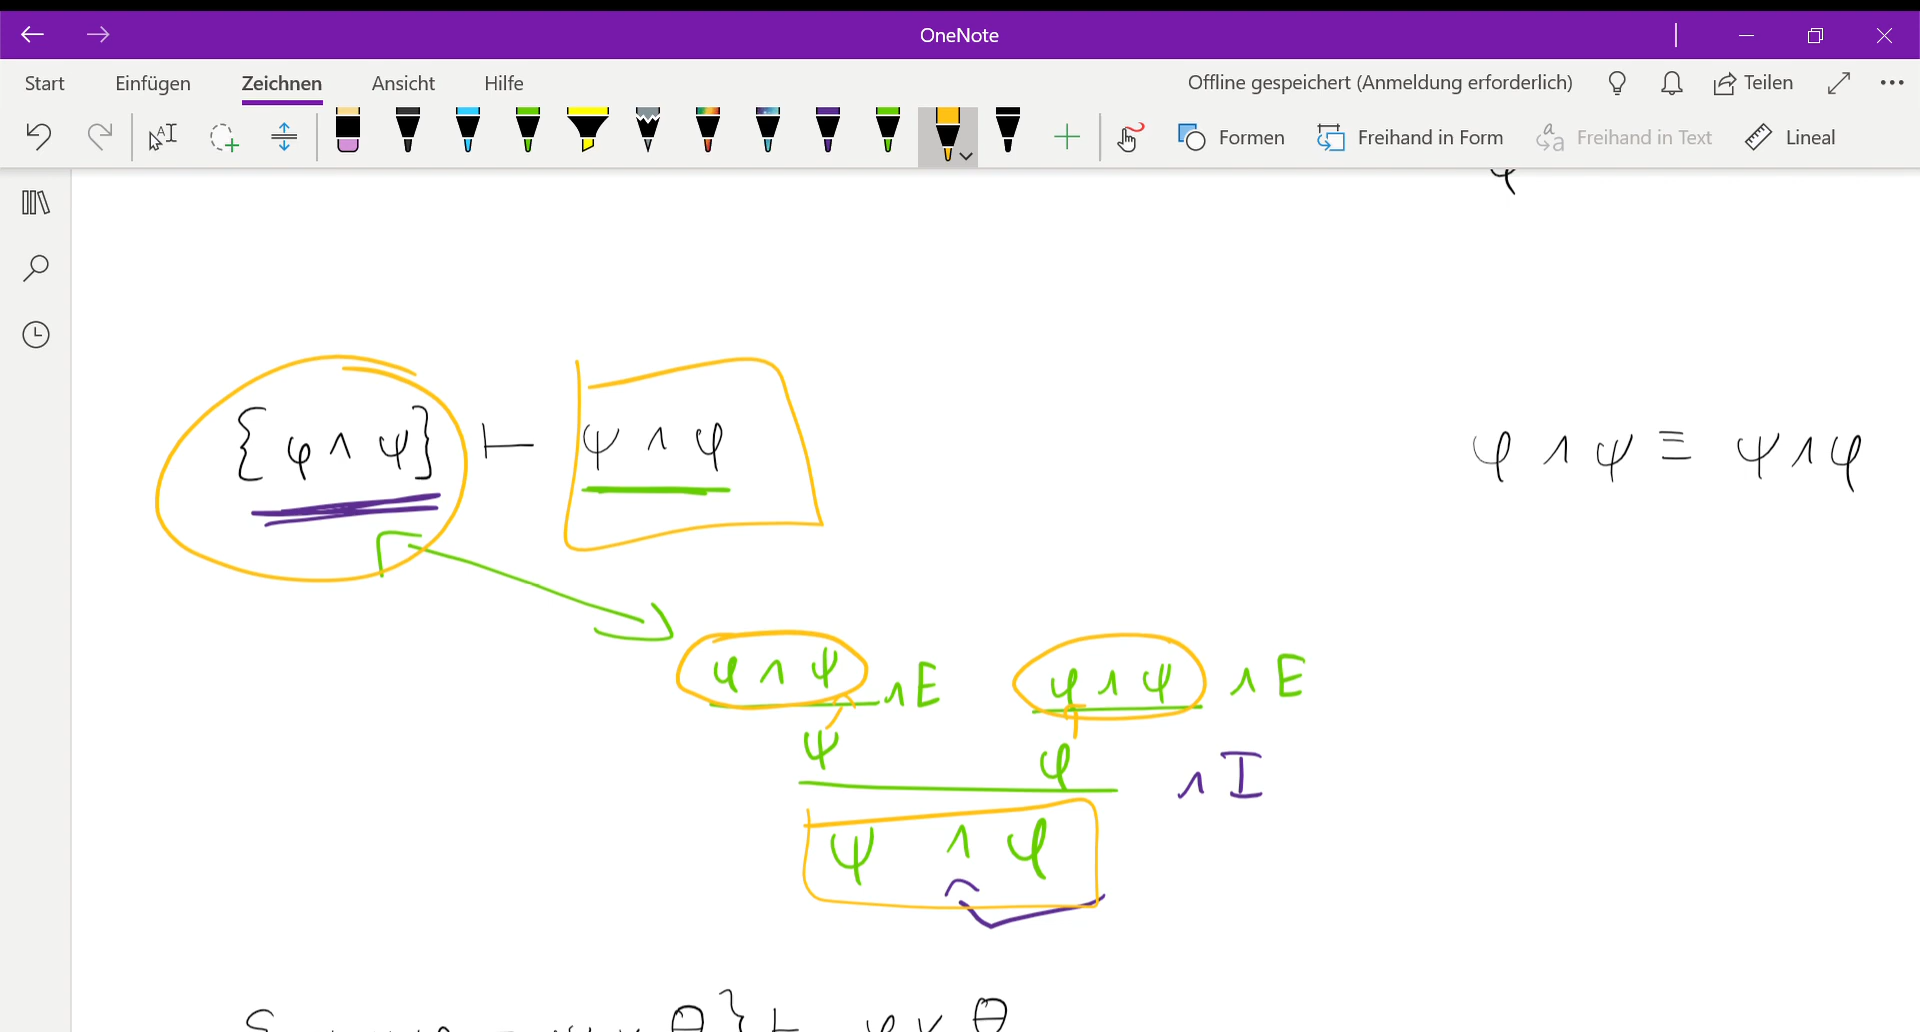 OneNote
Start Einfügen Zeichnen Ansicht Hilfe Offline gespeichert (Anmeldung erforderlich) Teilen
Formen Freihand in Form Freihand in Text Lineal
φ
{φ ∧ ψ} ⊢ ψ ∧ φ
φ ∧ ψ ≡ ψ ∧ φ
φ ∧ ψ ∧E φ ∧ ψ ∧E
ψ φ ∧I
ψ ∧ φ
θ} ⊢ φ ∨ θ